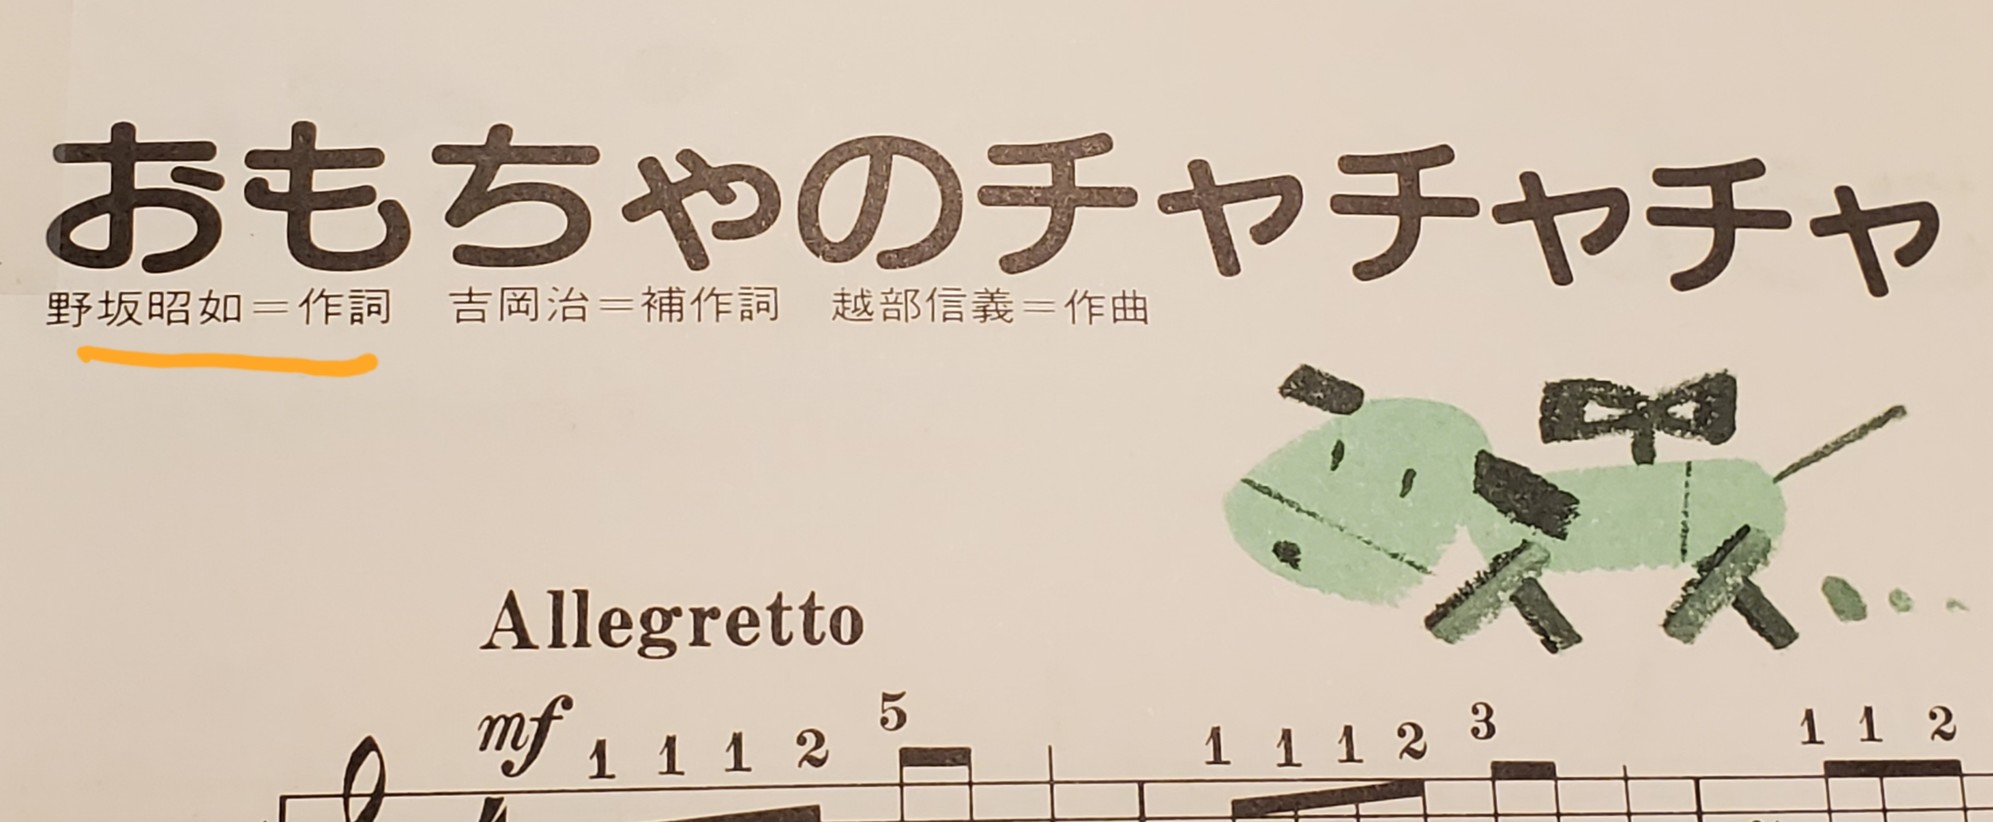 おもちゃのチャチャチャ
野坂昭如＝作詞　吉岡治＝補作詞　越部信義＝作曲
Allegretto
mf 1 1 1 2 5 1 1 1 2 3 1 1 2